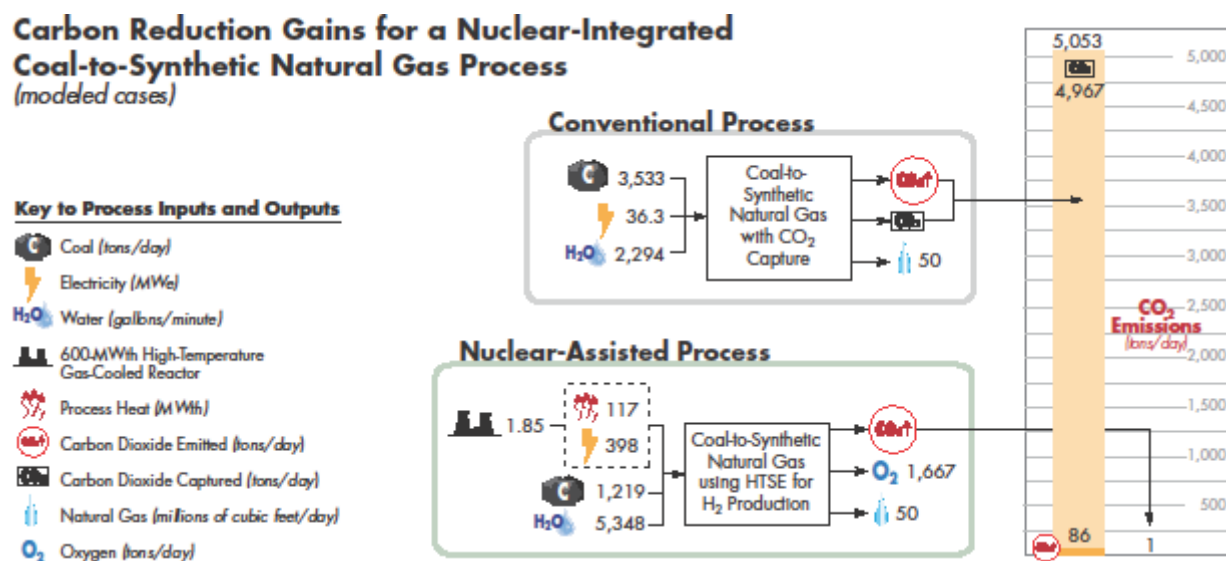 Carbon Reduction Gains for a Nuclear-Integrated
Coal-to-Synthetic Natural Gas Process
(modeled cases)
Key to Process Inputs and Outputs
C Coal (tons/day)
Electricity (MWe)
H₂O Water (gallons/minute)
600-MWth High-Temperature
Gas-Cooled Reactor
Process Heat (MWth)
Carbon Dioxide Emitted (tons/day)
Carbon Dioxide Captured (tons/day)
Natural Gas (millions of cubic feet/day)
O₂ Oxygen (tons/day)
Conventional Process
C 3,533
36.3
H₂O 2,294
Coal-to-
Synthetic
Natural Gas
with CO₂
Capture
50
Nuclear-Assisted Process
1.85
117
398
C 1,219
H₂O 5,348
Coal-to-Synthetic
Natural Gas
using HTSE for
H₂ Production
O₂ 1,667
50
5,053
4,967
86
1
CO₂
Emissions
(tons/day)
5,000
4,500
4,000
3,500
3,000
2,500
2,000
1,500
1,000
500